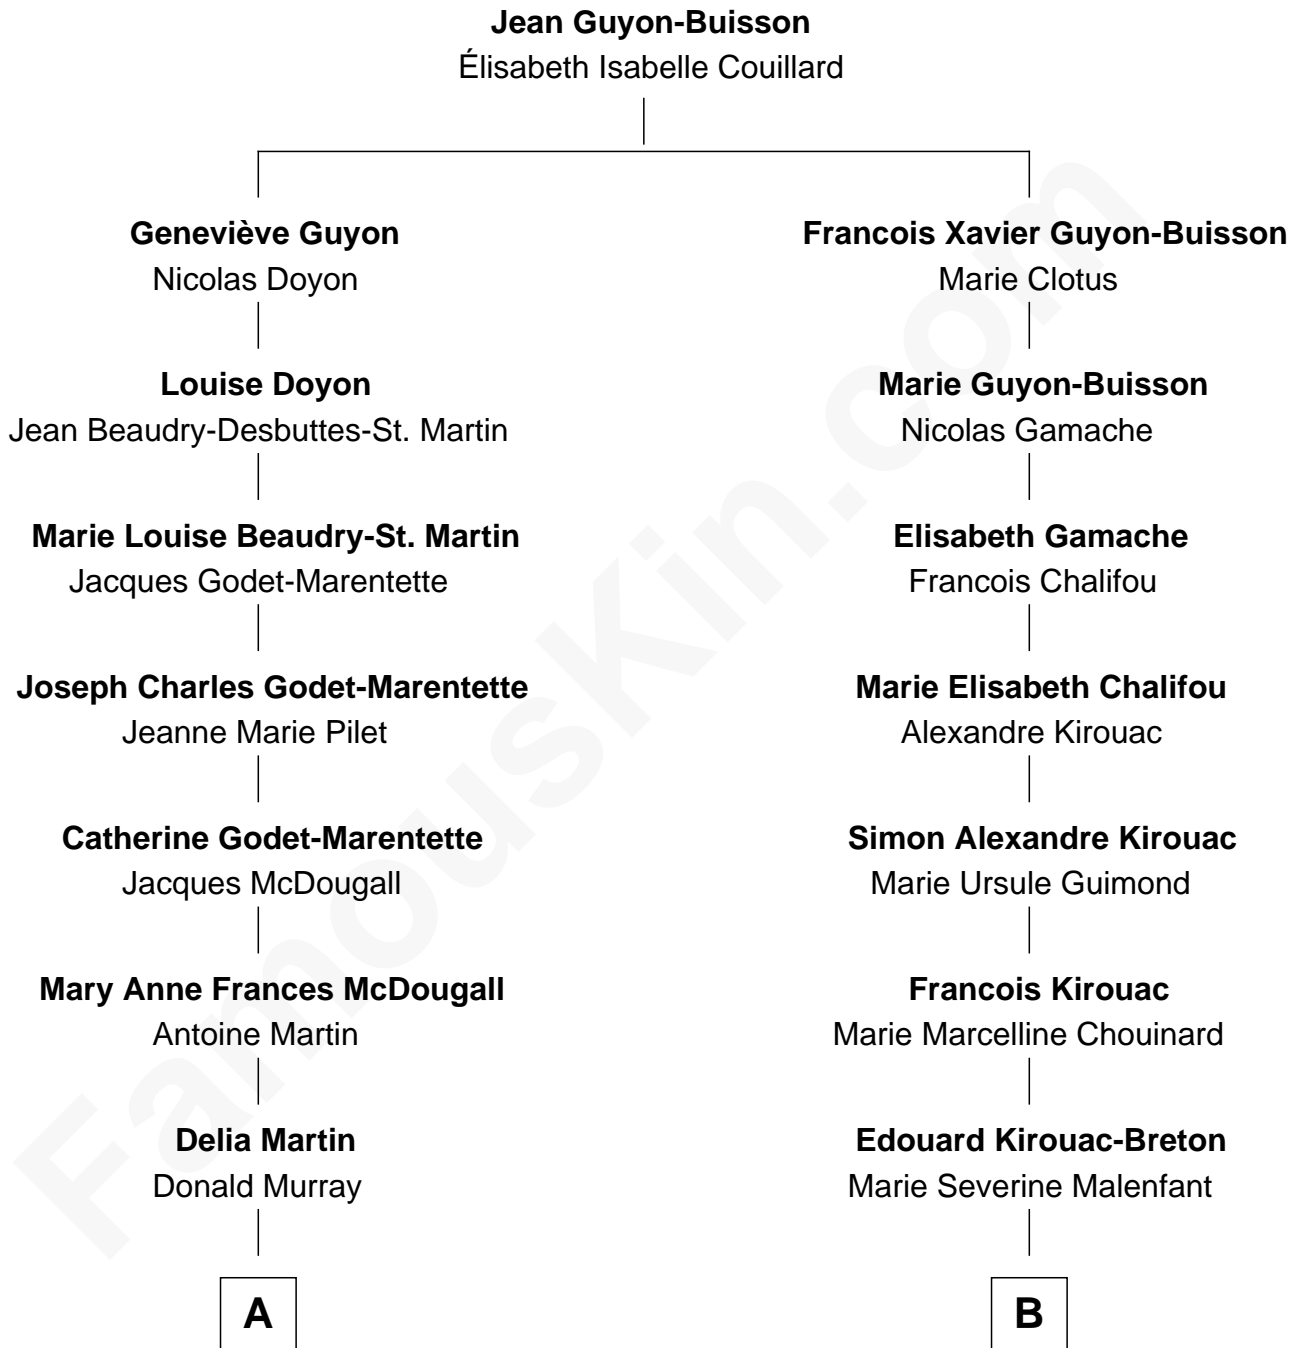 Jean Guyon-Buisson
Élisabeth Isabelle Couillard
Geneviève Guyon
Nicolas Doyon
Francois Xavier Guyon-Buisson
Marie Clotus
Louise Doyon
Jean Beaudry-Desbuttes-St. Martin
Marie Guyon-Buisson
Nicolas Gamache
Marie Louise Beaudry-St. Martin
Jacques Godet-Marentette
Elisabeth Gamache
Francois Chalifou
Joseph Charles Godet-Marentette
Jeanne Marie Pilet
Marie Elisabeth Chalifou
Alexandre Kirouac
Catherine Godet-Marentette
Jacques McDougall
Simon Alexandre Kirouac
Marie Ursule Guimond
Mary Anne Frances McDougall
Antoine Martin
Francois Kirouac
Marie Marcelline Chouinard
Delia Martin
Donald Murray
Edouard Kirouac-Breton
Marie Severine Malenfant
A
B
FamousKin.com